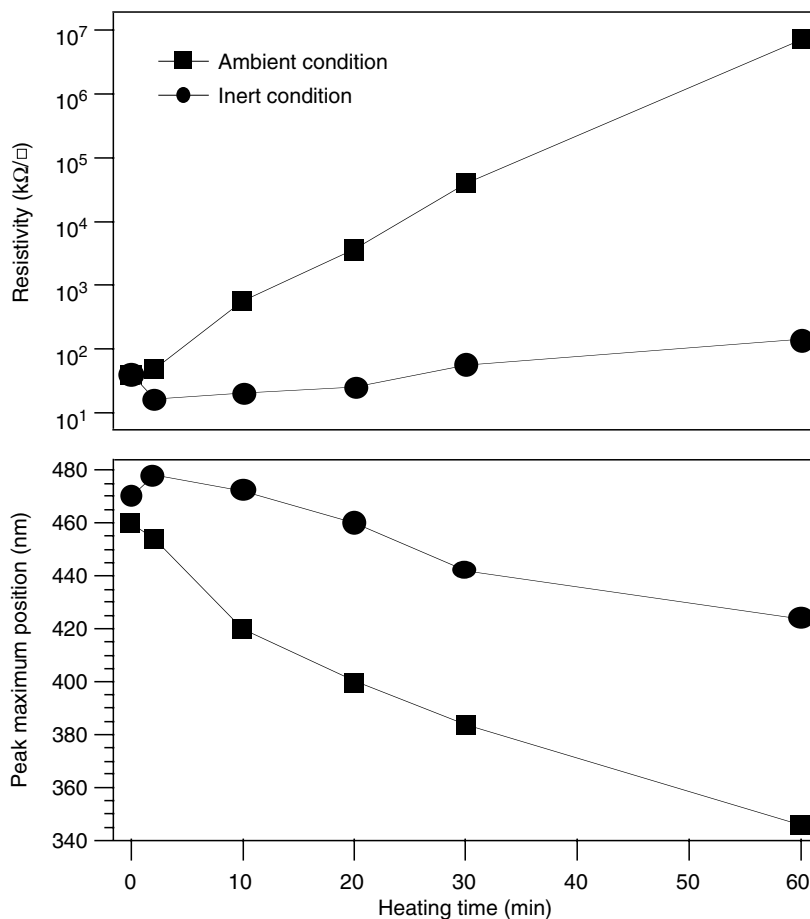 Resistivity (kΩ/□)
10⁷
10⁶
10⁵
10⁴
10³
10²
10¹
Ambient condition
Inert condition
Peak maximum position (nm)
480
460
440
420
400
380
360
340
0 10 20 30 40 50 60
Heating time (min)